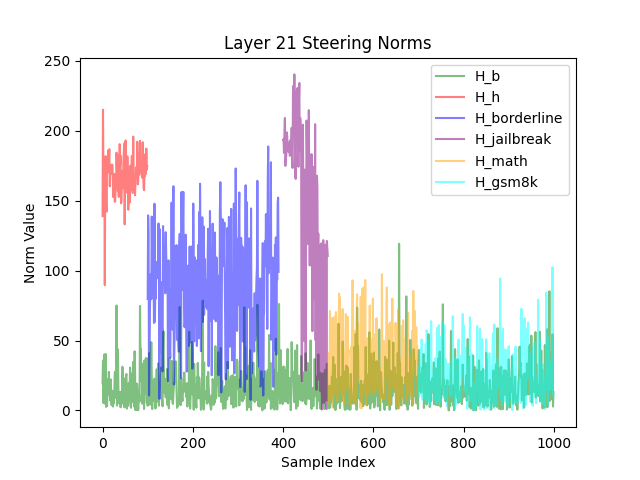 Layer 21 Steering Norms
250
200
150
100
50
0
Norm Value
H_b
H_h
H_borderline
H_jailbreak
H_math
H_gsm8k
0
200
400
600
800
1000
Sample Index